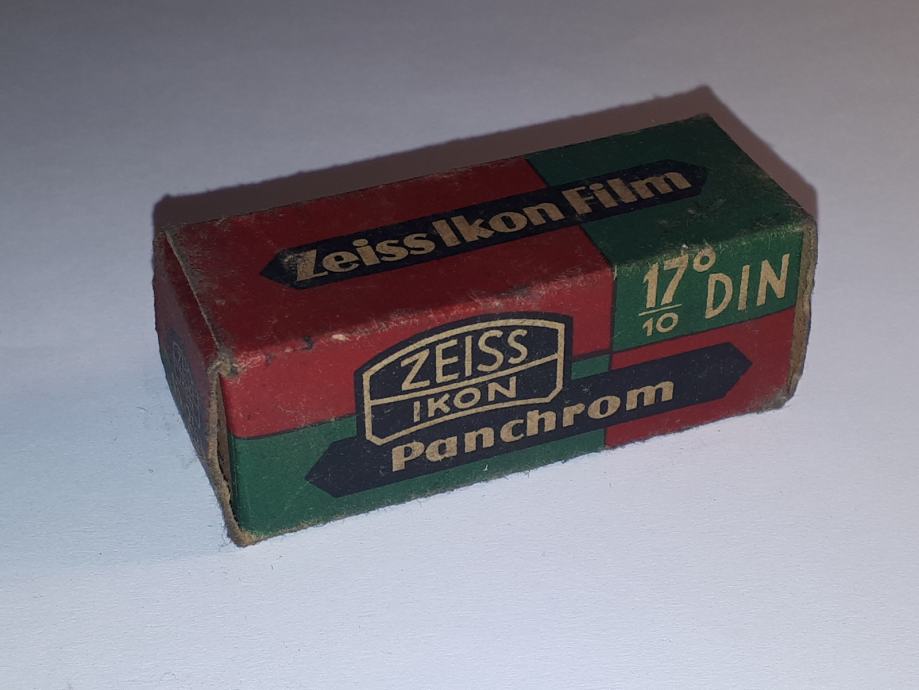 Zeiss Ikon Film
17°
10
DIN
ZEISS
IKON
Panchrom